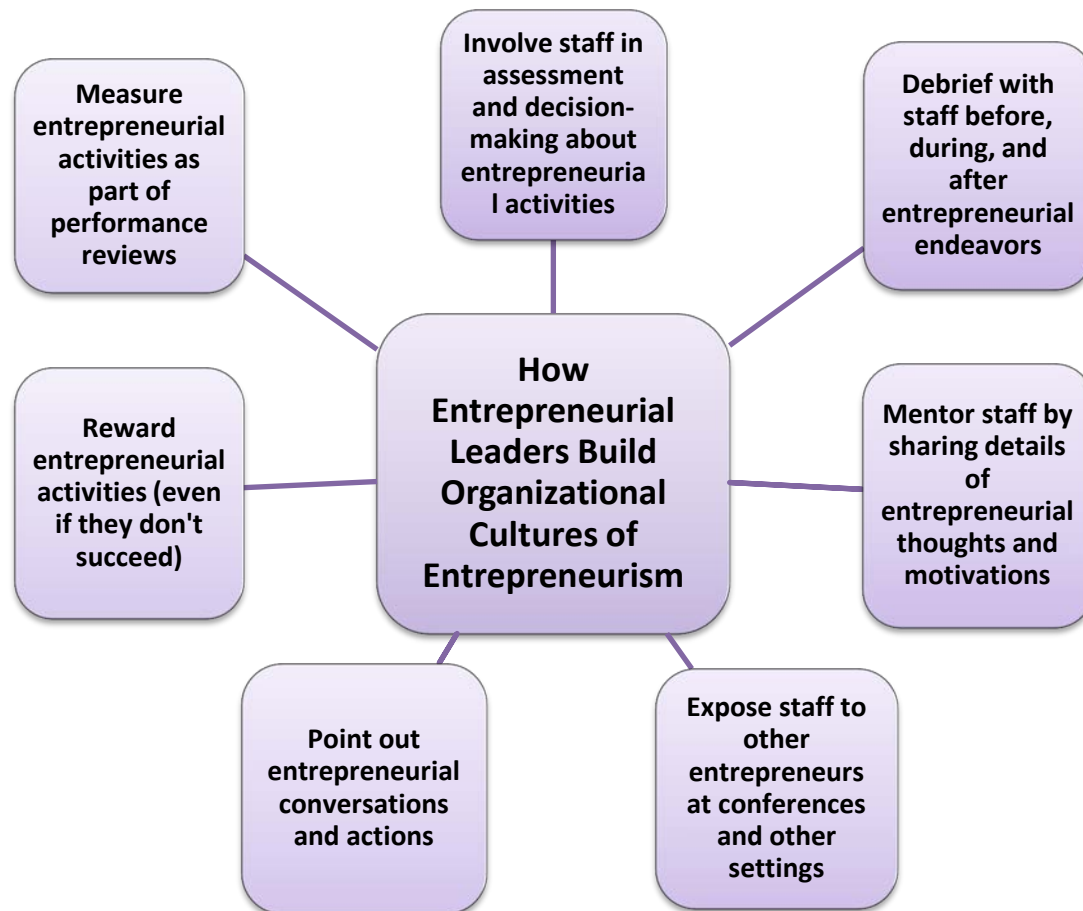 Involve staff in
assessment
and decision-
making about
entrepreneuria
l activities
Debrief with
staff before,
during, and
after
entrepreneurial
endeavors
Mentor staff by
sharing details
of
entrepreneurial
thoughts and
motivations
Expose staff to
other
entrepreneurs
at conferences
and other
settings
Point out
entrepreneurial
conversations
and actions
Reward
entrepreneurial
activities (even
if they don't
succeed)
Measure
entrepreneurial
activities as
part of
performance
reviews
How
Entrepreneurial
Leaders Build
Organizational
Cultures of
Entrepreneurism